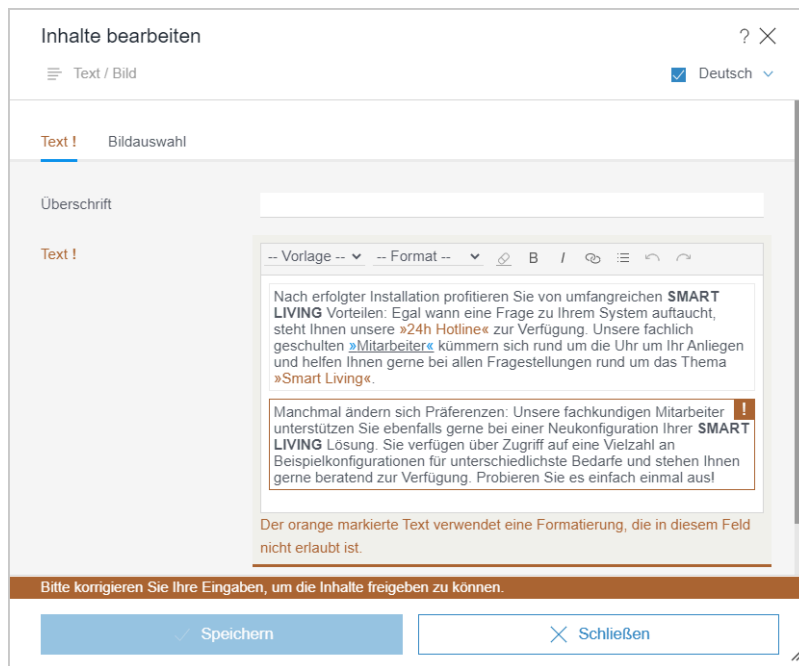 Inhalte bearbeiten
?
Text / Bild
Deutsch
Text !
Bildauswahl
Überschrift
Text !
-- Vorlage --
-- Format --
B
I
Nach erfolgter Installation profitieren Sie von umfangreichen SMART
LIVING Vorteilen: Egal wann eine Frage zu Ihrem System auftaucht,
steht Ihnen unsere »24h Hotline« zur Verfügung. Unsere fachlich
geschulten »Mitarbeiter« kümmern sich rund um die Uhr um Ihr Anliegen
und helfen Ihnen gerne bei allen Fragestellungen rund um das Thema
»Smart Living«.
!
Manchmal ändern sich Präferenzen: Unsere fachkundigen Mitarbeiter
unterstützen Sie ebenfalls gerne bei einer Neukonfiguration Ihrer SMART
LIVING Lösung. Sie verfügen über Zugriff auf eine Vielzahl an
Beispielkonfigurationen für unterschiedlichste Bedarfe und stehen Ihnen
gerne beratend zur Verfügung. Probieren Sie es einfach einmal aus!
Der orange markierte Text verwendet eine Formatierung, die in diesem Feld
nicht erlaubt ist.
Bitte korrigieren Sie Ihre Eingaben, um die Inhalte freigeben zu können.
Speichern
Schließen